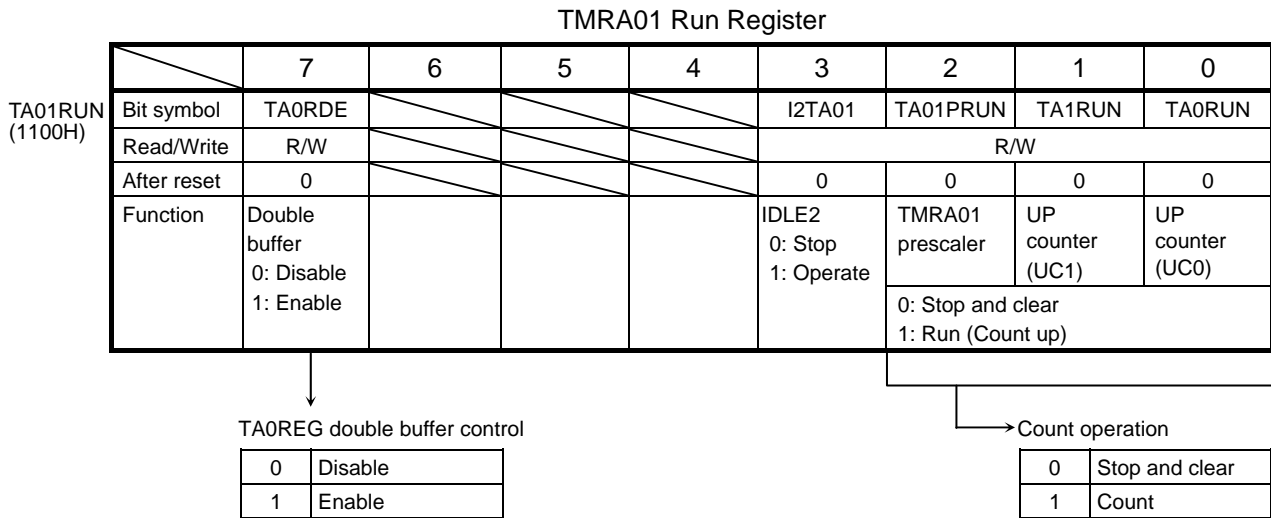 TMRA01 Run Register
7 6 5 4 3 2 1 0
TA01RUN
(1100H)
Bit symbol TA0RDE I2TA01 TA01PRUN TA1RUN TA0RUN
Read/Write R/W R/W
After reset 0 0 0 0 0
Function Double IDLE2 TMRA01 UP UP
buffer 0: Stop prescaler counter counter
0: Disable 1: Operate (UC1) (UC0)
1: Enable 0: Stop and clear
1: Run (Count up)
TA0REG double buffer control
0 Disable
1 Enable
Count operation
0 Stop and clear
1 Count